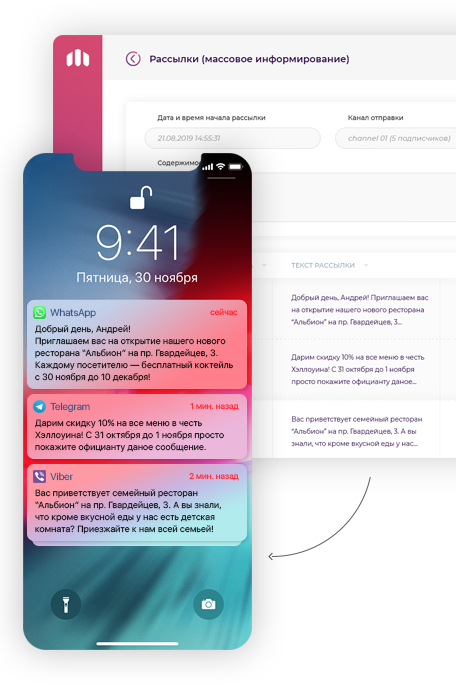 Рассылки (массовое информирование)
Дата и время начала рассылки
Канал отправки
21.08.2019 14:55:31
channel 01 (5 подписчиков)
ТЕКСТ РАССЫЛКИ
Добрый день, Андрей! Приглашаем вас
на открытие нашего нового ресторана
"Альбион" на пр. Гвардейцев, 3...
Дарим скидку 10% на все меню в честь
Хэллоуина! С 31 октября до 1 ноября
просто покажите официанту даное...
Вас приветствует семейный ресторан
"Альбион" на пр. Гвардейцев, 3. А вы
знали, что кроме вкусной еды у нас...
9:41
Пятница, 30 ноября
WhatsApp
сейчас
Добрый день, Андрей!
Приглашаем вас на открытие нашего нового
ресторана "Альбион" на пр. Гвардейцев, 3.
Каждому посетителю — бесплатный коктейль
с 30 ноября до 10 декабря!
Telegram
1 мин. назад
Дарим скидку 10% на все меню в честь
Хэллоуина! С 31 октября до 1 ноября просто
покажите официанту даное сообщение.
Viber
2 мин. назад
Вас приветствует семейный ресторан
"Альбион" на пр. Гвардейцев, 3. А вы знали,
что кроме вкусной еды у нас есть детская
комната? Приезжайте к нам всей семьей!